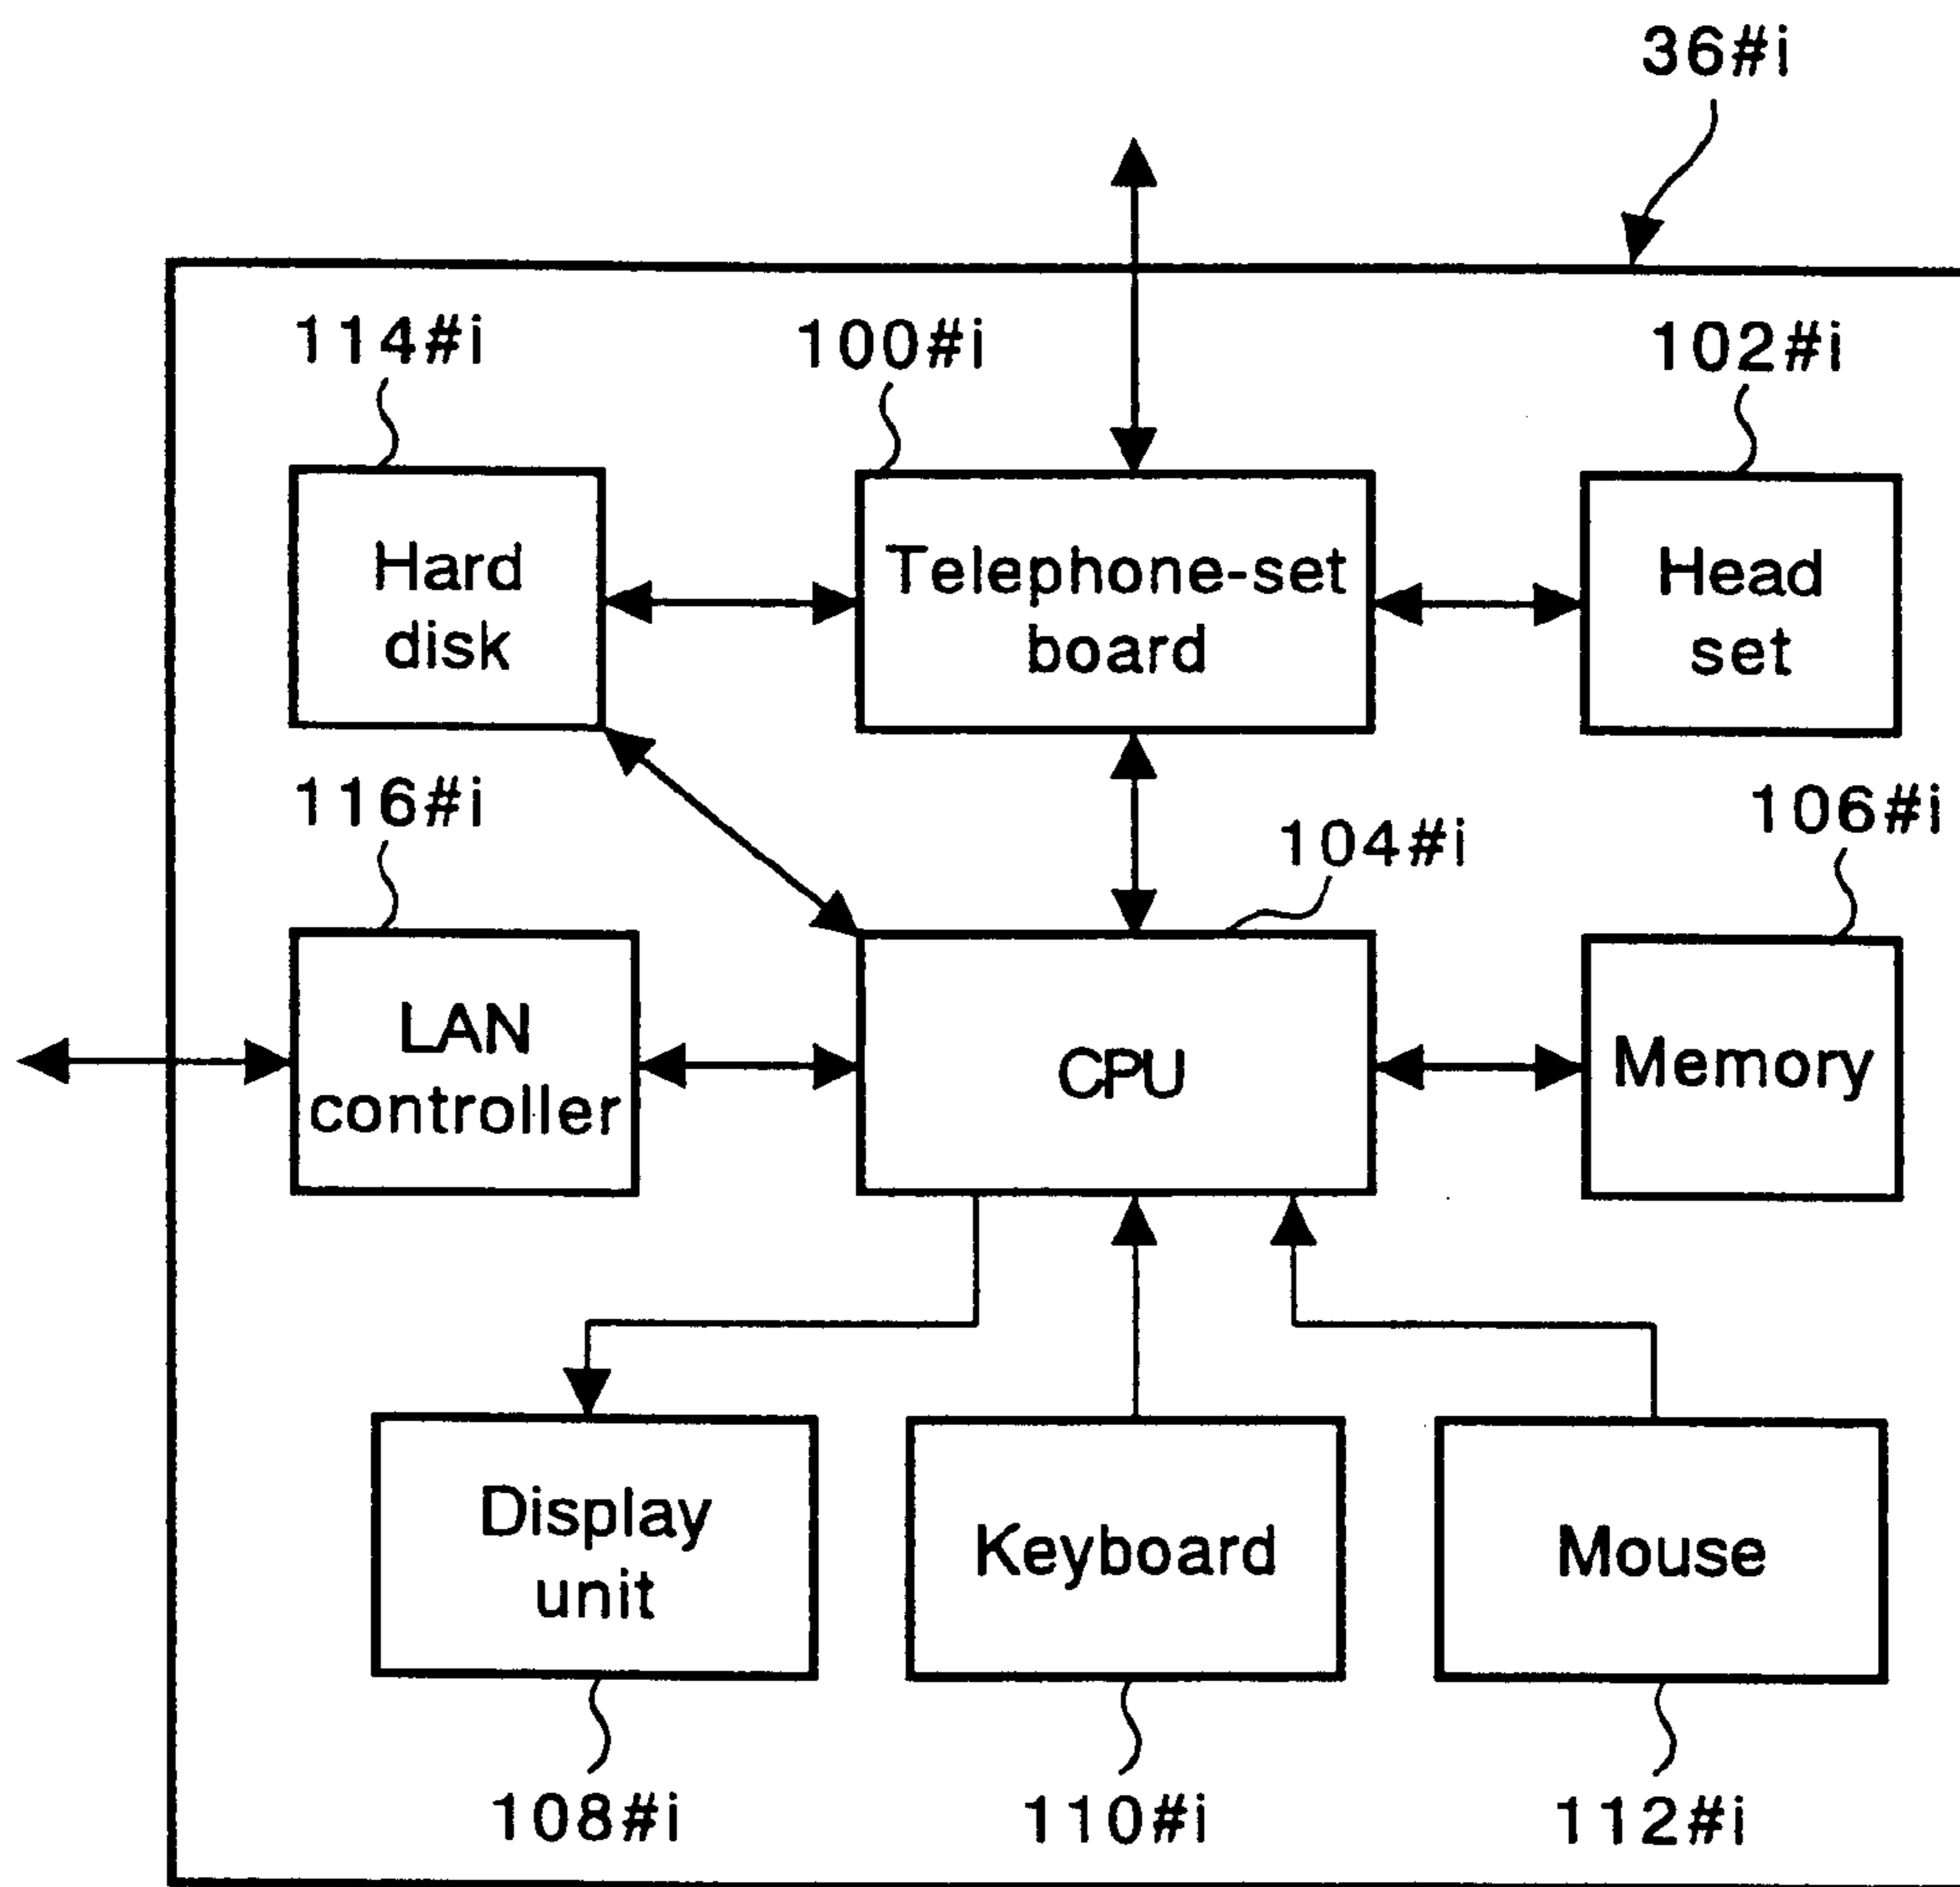 36#i
114#i
100#i
102#i
Hard
disk
Telephone-set
board
Head
set
116#i
104#i
106#i
LAN
controller
CPU
Memory
Display
unit
Keyboard
Mouse
108#i
110#i
112#i